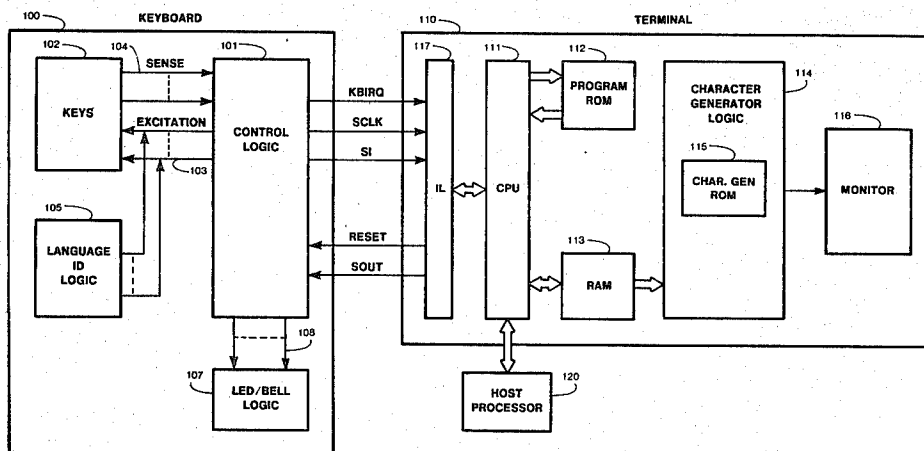 KEYBOARD
TERMINAL
100
110
102
104
101
117
111
112
SENSE
KEYS
EXCITATION
103
CONTROL
LOGIC
KBIRQ
SCLK
SI
IL
CPU
PROGRAM
ROM
CHARACTER
GENERATOR
LOGIC
114
115
CHAR. GEN
ROM
116
MONITOR
105
LANGUAGE
ID
LOGIC
RESET
SOUT
113
RAM
108
107
LED/BELL
LOGIC
HOST
PROCESSOR
120